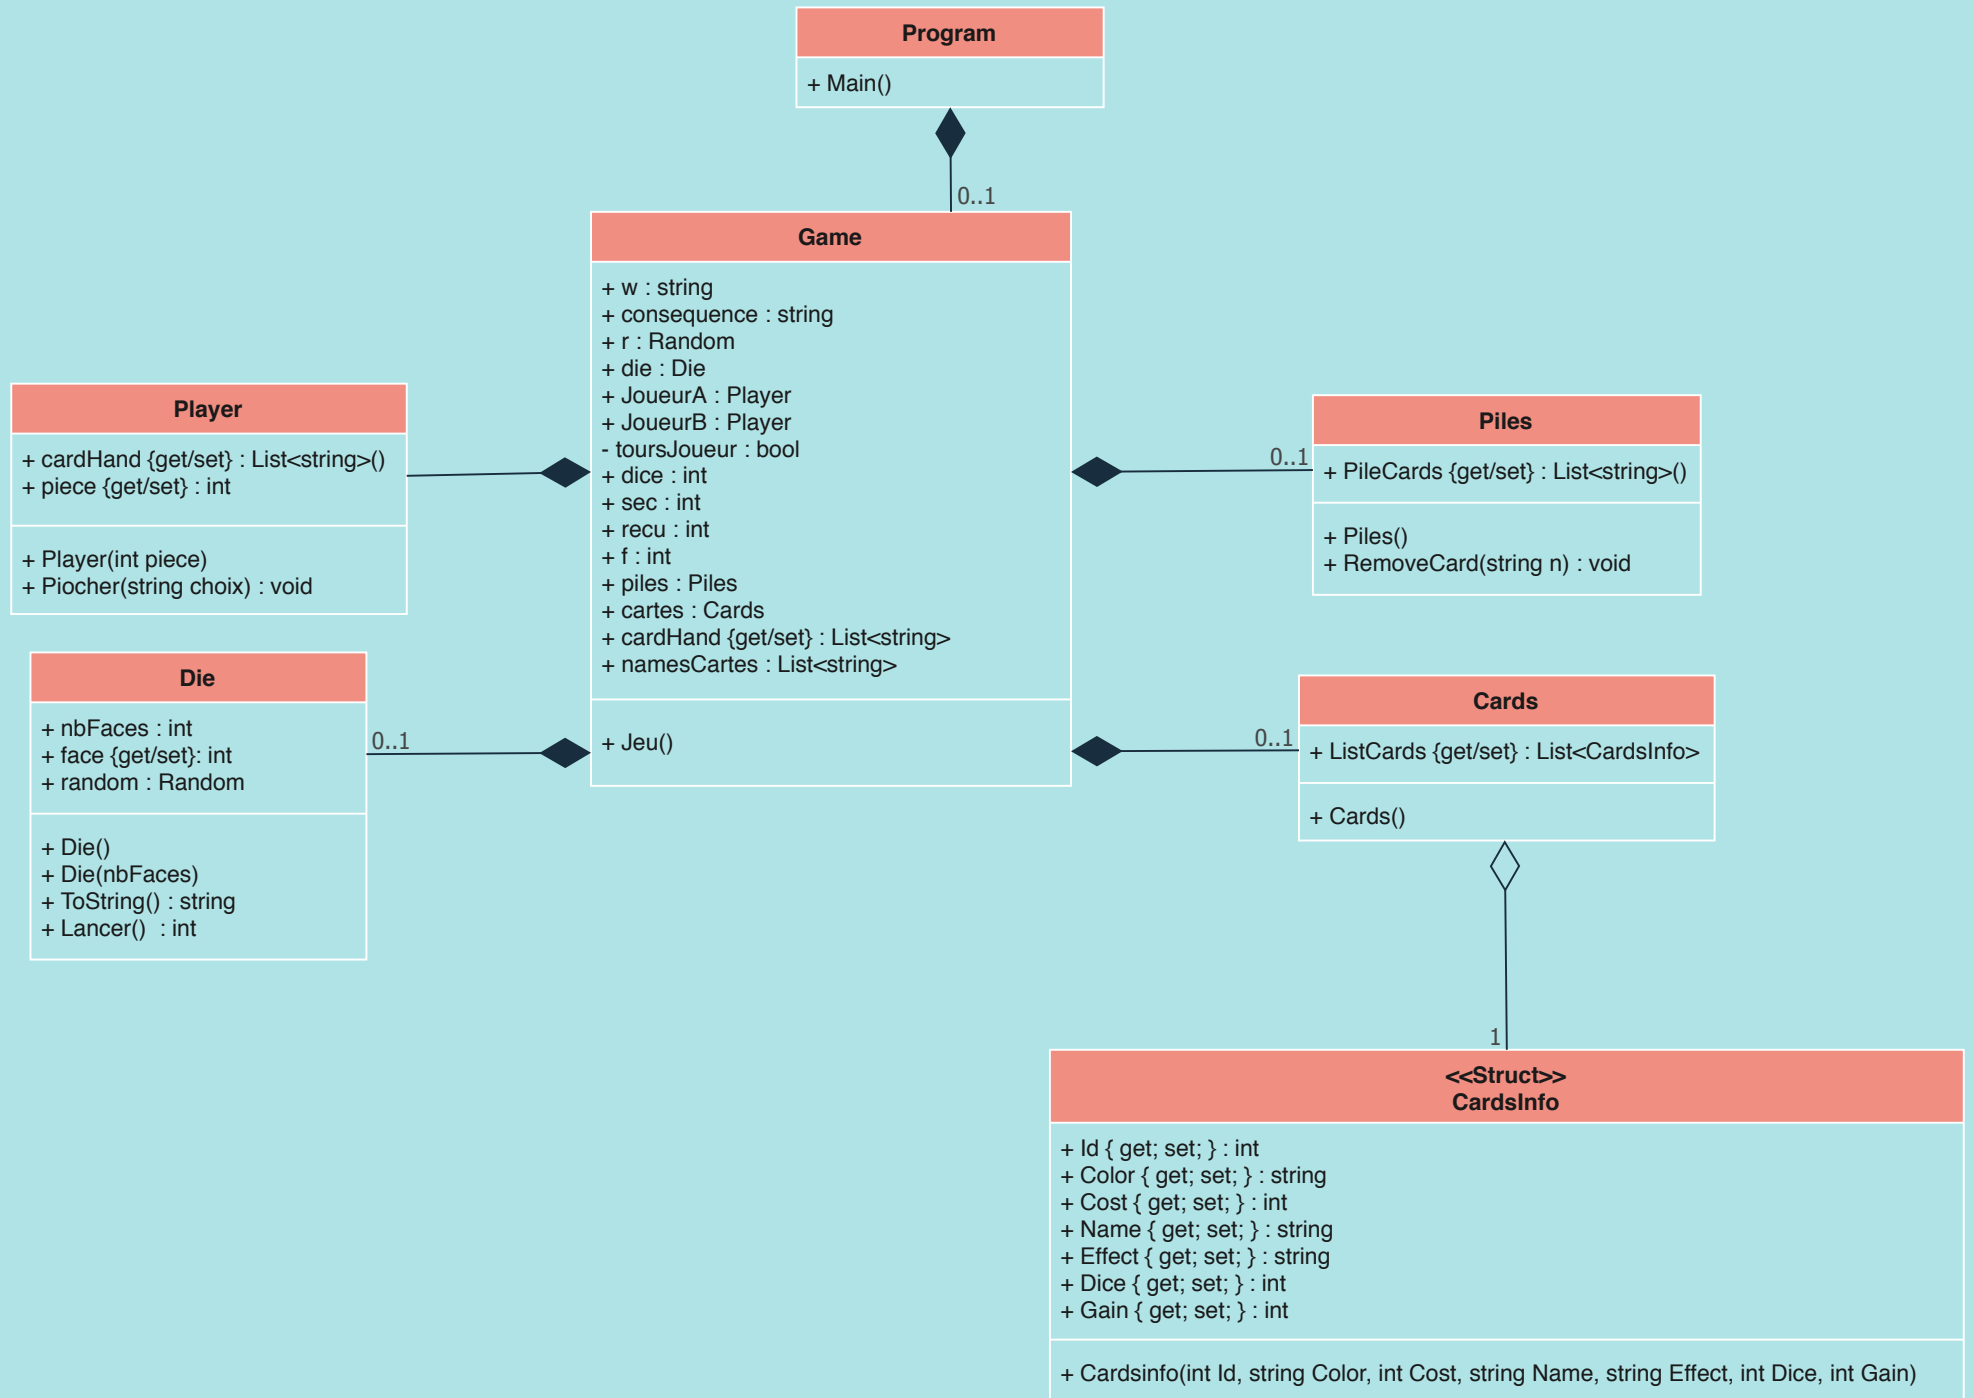 Program
+ Main()
0..1
Game
+ w : string
+ consequence : string
+ r : Random
+ die : Die
+ JoueurA : Player
+ JoueurB : Player
- toursJoueur : bool
+ dice : int
+ sec : int
+ recu : int
+ f : int
+ piles : Piles
+ cartes : Cards
+ cardHand {get/set} : List<string>
+ namesCartes : List<string>
+ Jeu()
Player
+ cardHand {get/set} : List<string>()
+ piece {get/set} : int
+ Player(int piece)
+ Piocher(string choix) : void
Die
+ nbFaces : int
+ face {get/set}: int
+ random : Random
+ Die()
+ Die(nbFaces)
+ ToString() : string
+ Lancer()  : int
0..1
0..1
Piles
+ PileCards {get/set} : List<string>()
+ Piles()
+ RemoveCard(string n) : void
0..1
Cards
+ ListCards {get/set} : List<CardsInfo>
+ Cards()
1
<<Struct>>
CardsInfo
+ Id { get; set; } : int
+ Color { get; set; } : string
+ Cost { get; set; } : int
+ Name { get; set; } : string
+ Effect { get; set; } : string
+ Dice { get; set; } : int
+ Gain { get; set; } : int
+ Cardsinfo(int Id, string Color, int Cost, string Name, string Effect, int Dice, int Gain)